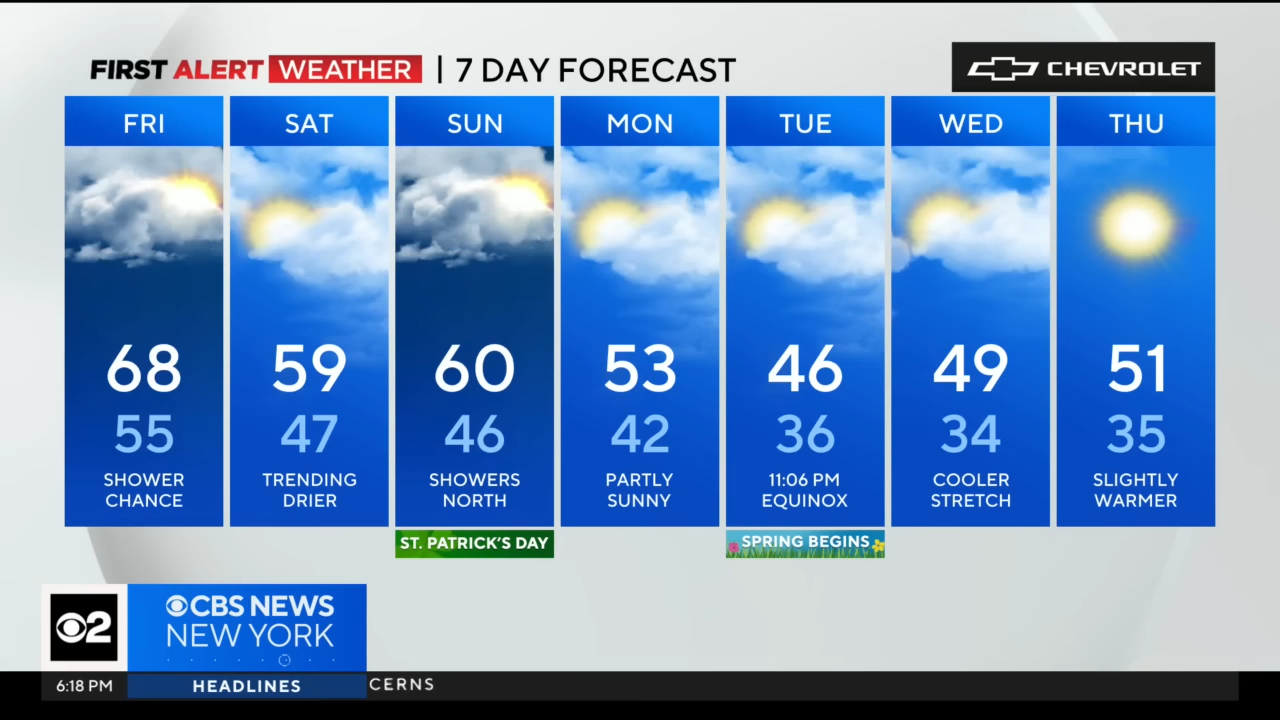 FIRST ALERT WEATHER | 7 DAY FORECAST
CHEVROLET
FRI SAT SUN MON TUE WED THU
68 59 60 53 46 49 51
55 47 46 42 36 34 35
SHOWER TRENDING SHOWERS PARTLY 11:06 PM COOLER SLIGHTLY
CHANCE DRIER NORTH SUNNY EQUINOX STRETCH WARMER
ST. PATRICK'S DAY SPRING BEGINS
2 CBS NEWS
NEW YORK
6:18 PM HEADLINES CERNS